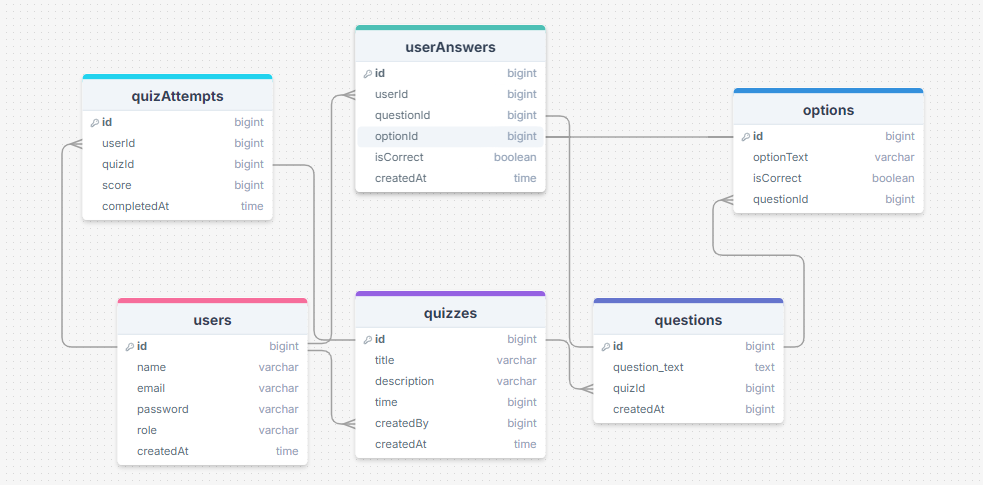 userAnswers
id bigint
userId bigint
questionId bigint
optionId bigint
isCorrect boolean
createdAt time
quizAttempts
id bigint
userId bigint
quizId bigint
score bigint
completedAt time
options
id bigint
optionText varchar
isCorrect boolean
questionId bigint
users
id bigint
name varchar
email varchar
password varchar
role varchar
createdAt time
quizzes
id bigint
title varchar
description varchar
time bigint
createdBy bigint
createdAt time
questions
id bigint
question_text text
quizId bigint
createdAt bigint